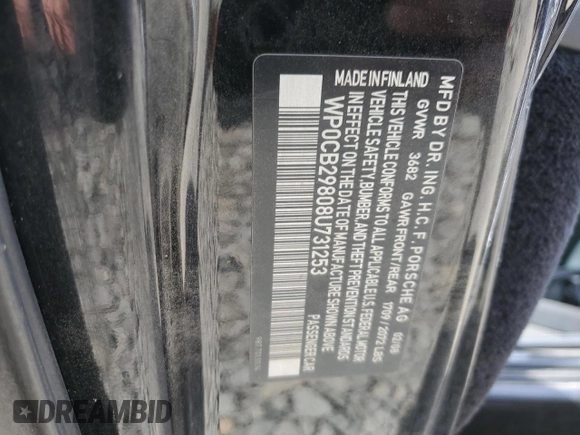 MFD BY DR. ING. H. C. F. PORSCHE AG 02/08
GVWR 3682 GAWR FRONT/REAR 1709 / 2072 LBS
THIS VEHICLE CONFORMS TO ALL APPLICABLE U.S. FEDERAL MOTOR
VEHICLE SAFETY, BUMPER, AND THEFT PREVENTION STANDARDS
IN EFFECT ON THE DATE OF MANUFACTURE SHOWN ABOVE
WP0CB29808U731253 PASSENGER CAR
MADE IN FINLAND
DREAMBID